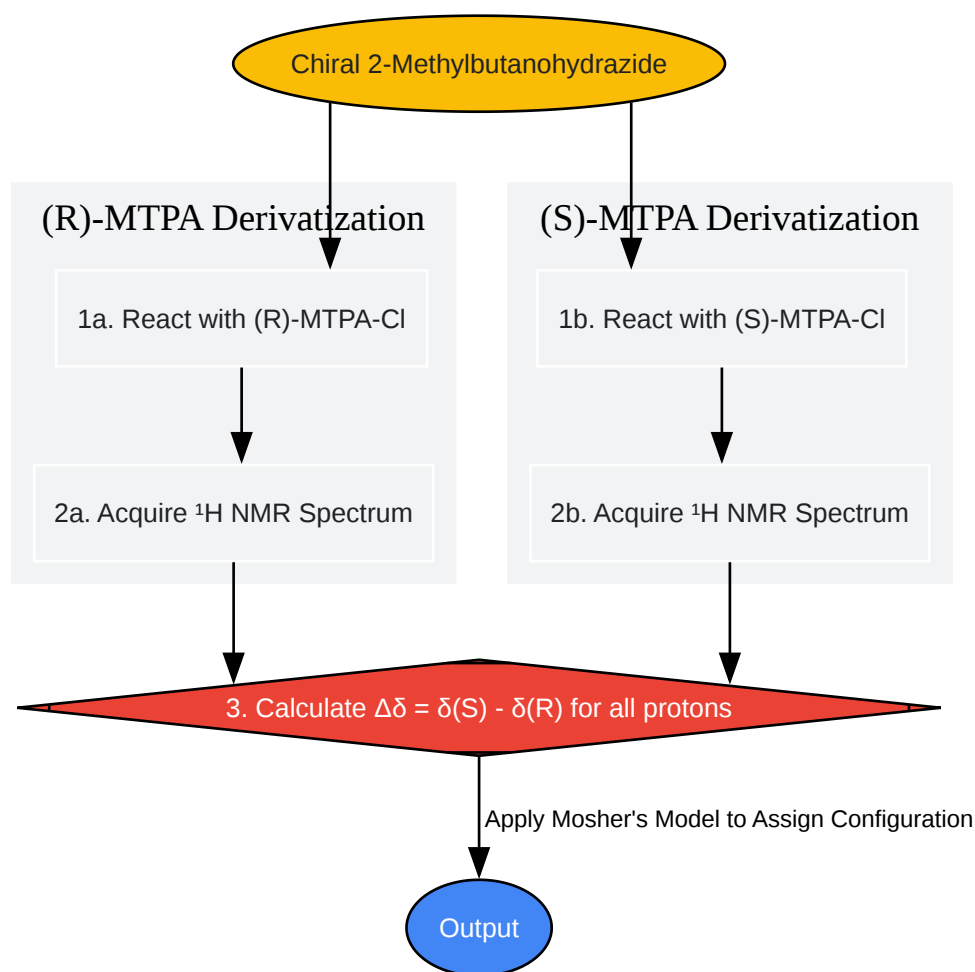 Chiral 2-Methylbutanohydrazide
(R)-MTPA Derivatization
(S)-MTPA Derivatization
1a. React with (R)-MTPA-Cl
1b. React with (S)-MTPA-Cl
2a. Acquire ¹H NMR Spectrum
2b. Acquire ¹H NMR Spectrum
3. Calculate Δδ = δ(S) - δ(R) for all protons
Apply Mosher's Model to Assign Configuration
Output